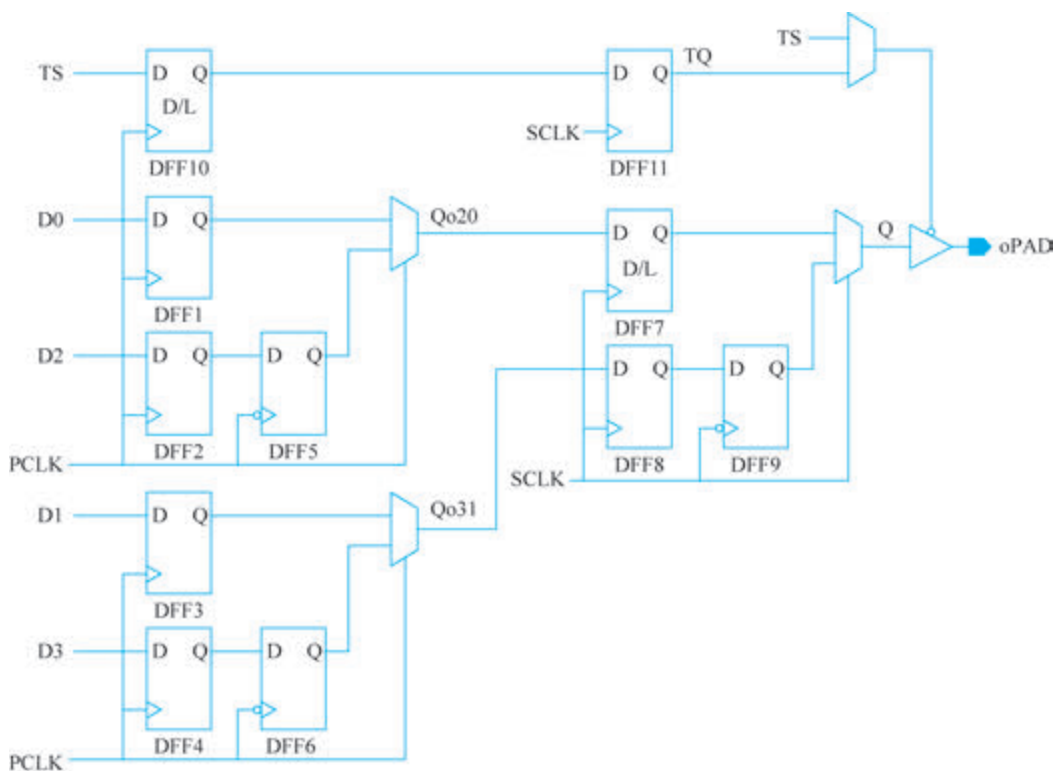 TS
TS
D Q
D/L
DFF10
D Q
TQ
SCLK
DFF11
D0
D Q
DFF1
Qo20
D Q
D/L
DFF7
Q
oPAD
D2
D Q
DFF2
D Q
DFF5
PCLK
D Q
DFF8
D Q
DFF9
SCLK
D1
D Q
DFF3
Qo31
D3
D Q
DFF4
D Q
DFF6
PCLK